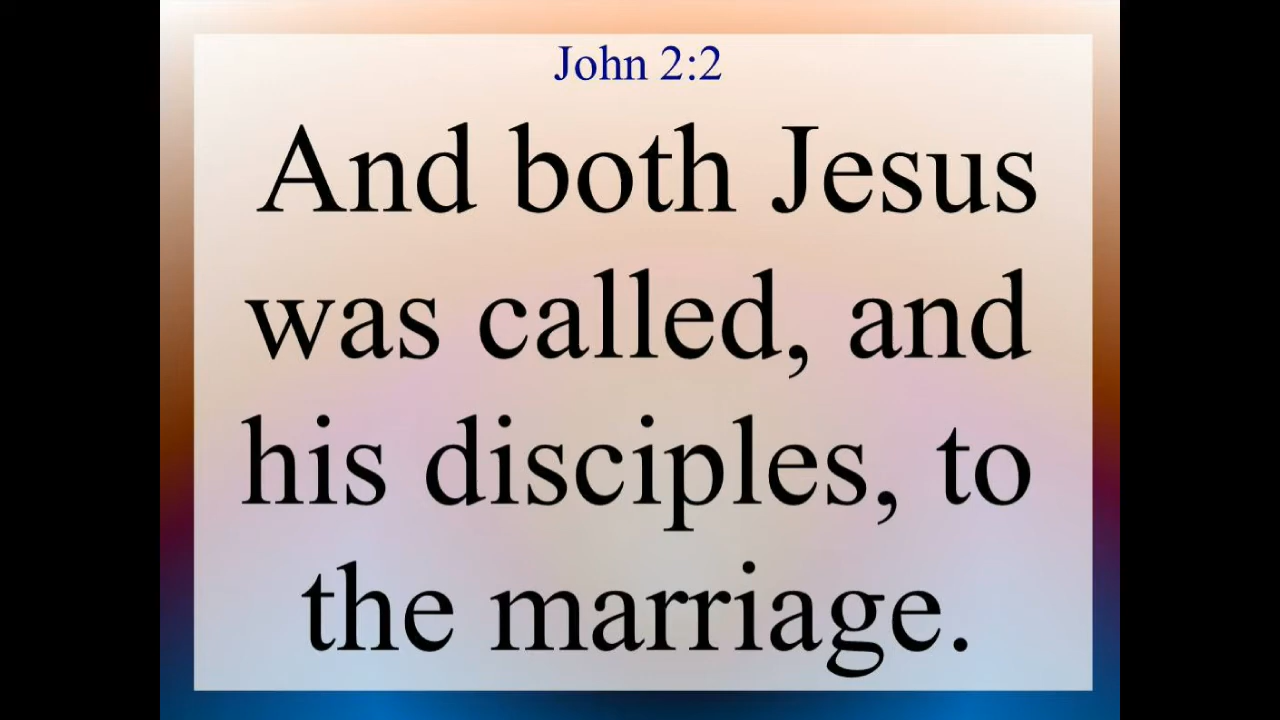 John 2:2
And both Jesus
was called, and
his disciples, to
the marriage.